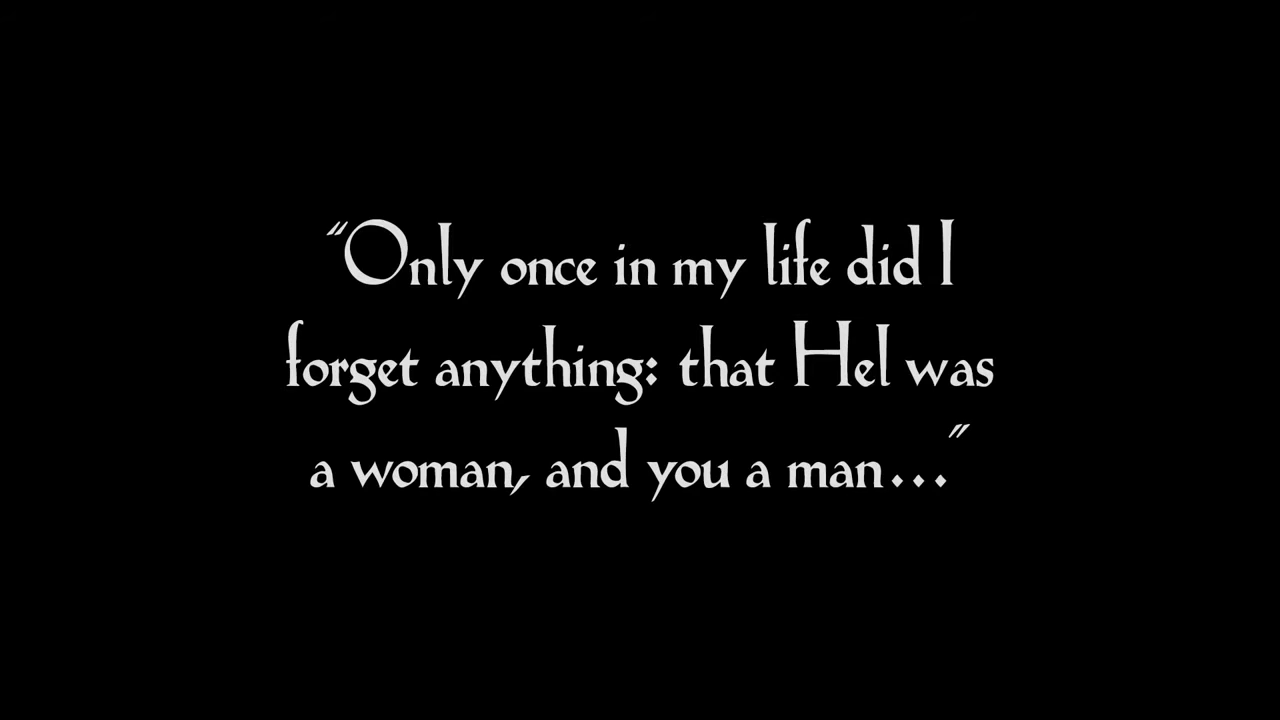 "Only once in my life did I
forget anything: that Hel was
a woman, and you a man..."